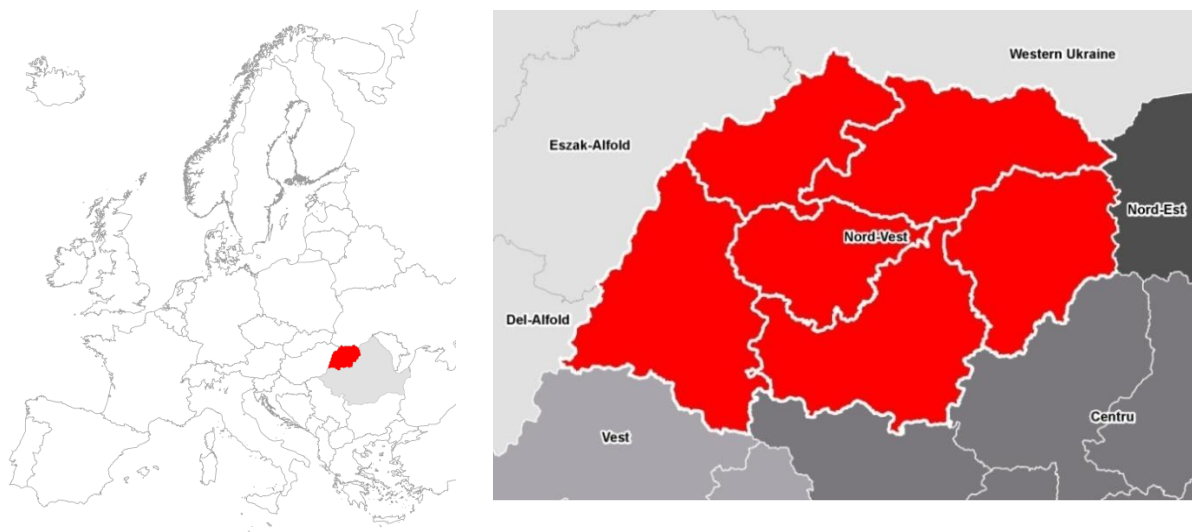 Western Ukraine
Eszak-Alfold
Nord-Est
Nord-Vest
Del-Alfold
Centru
Vest